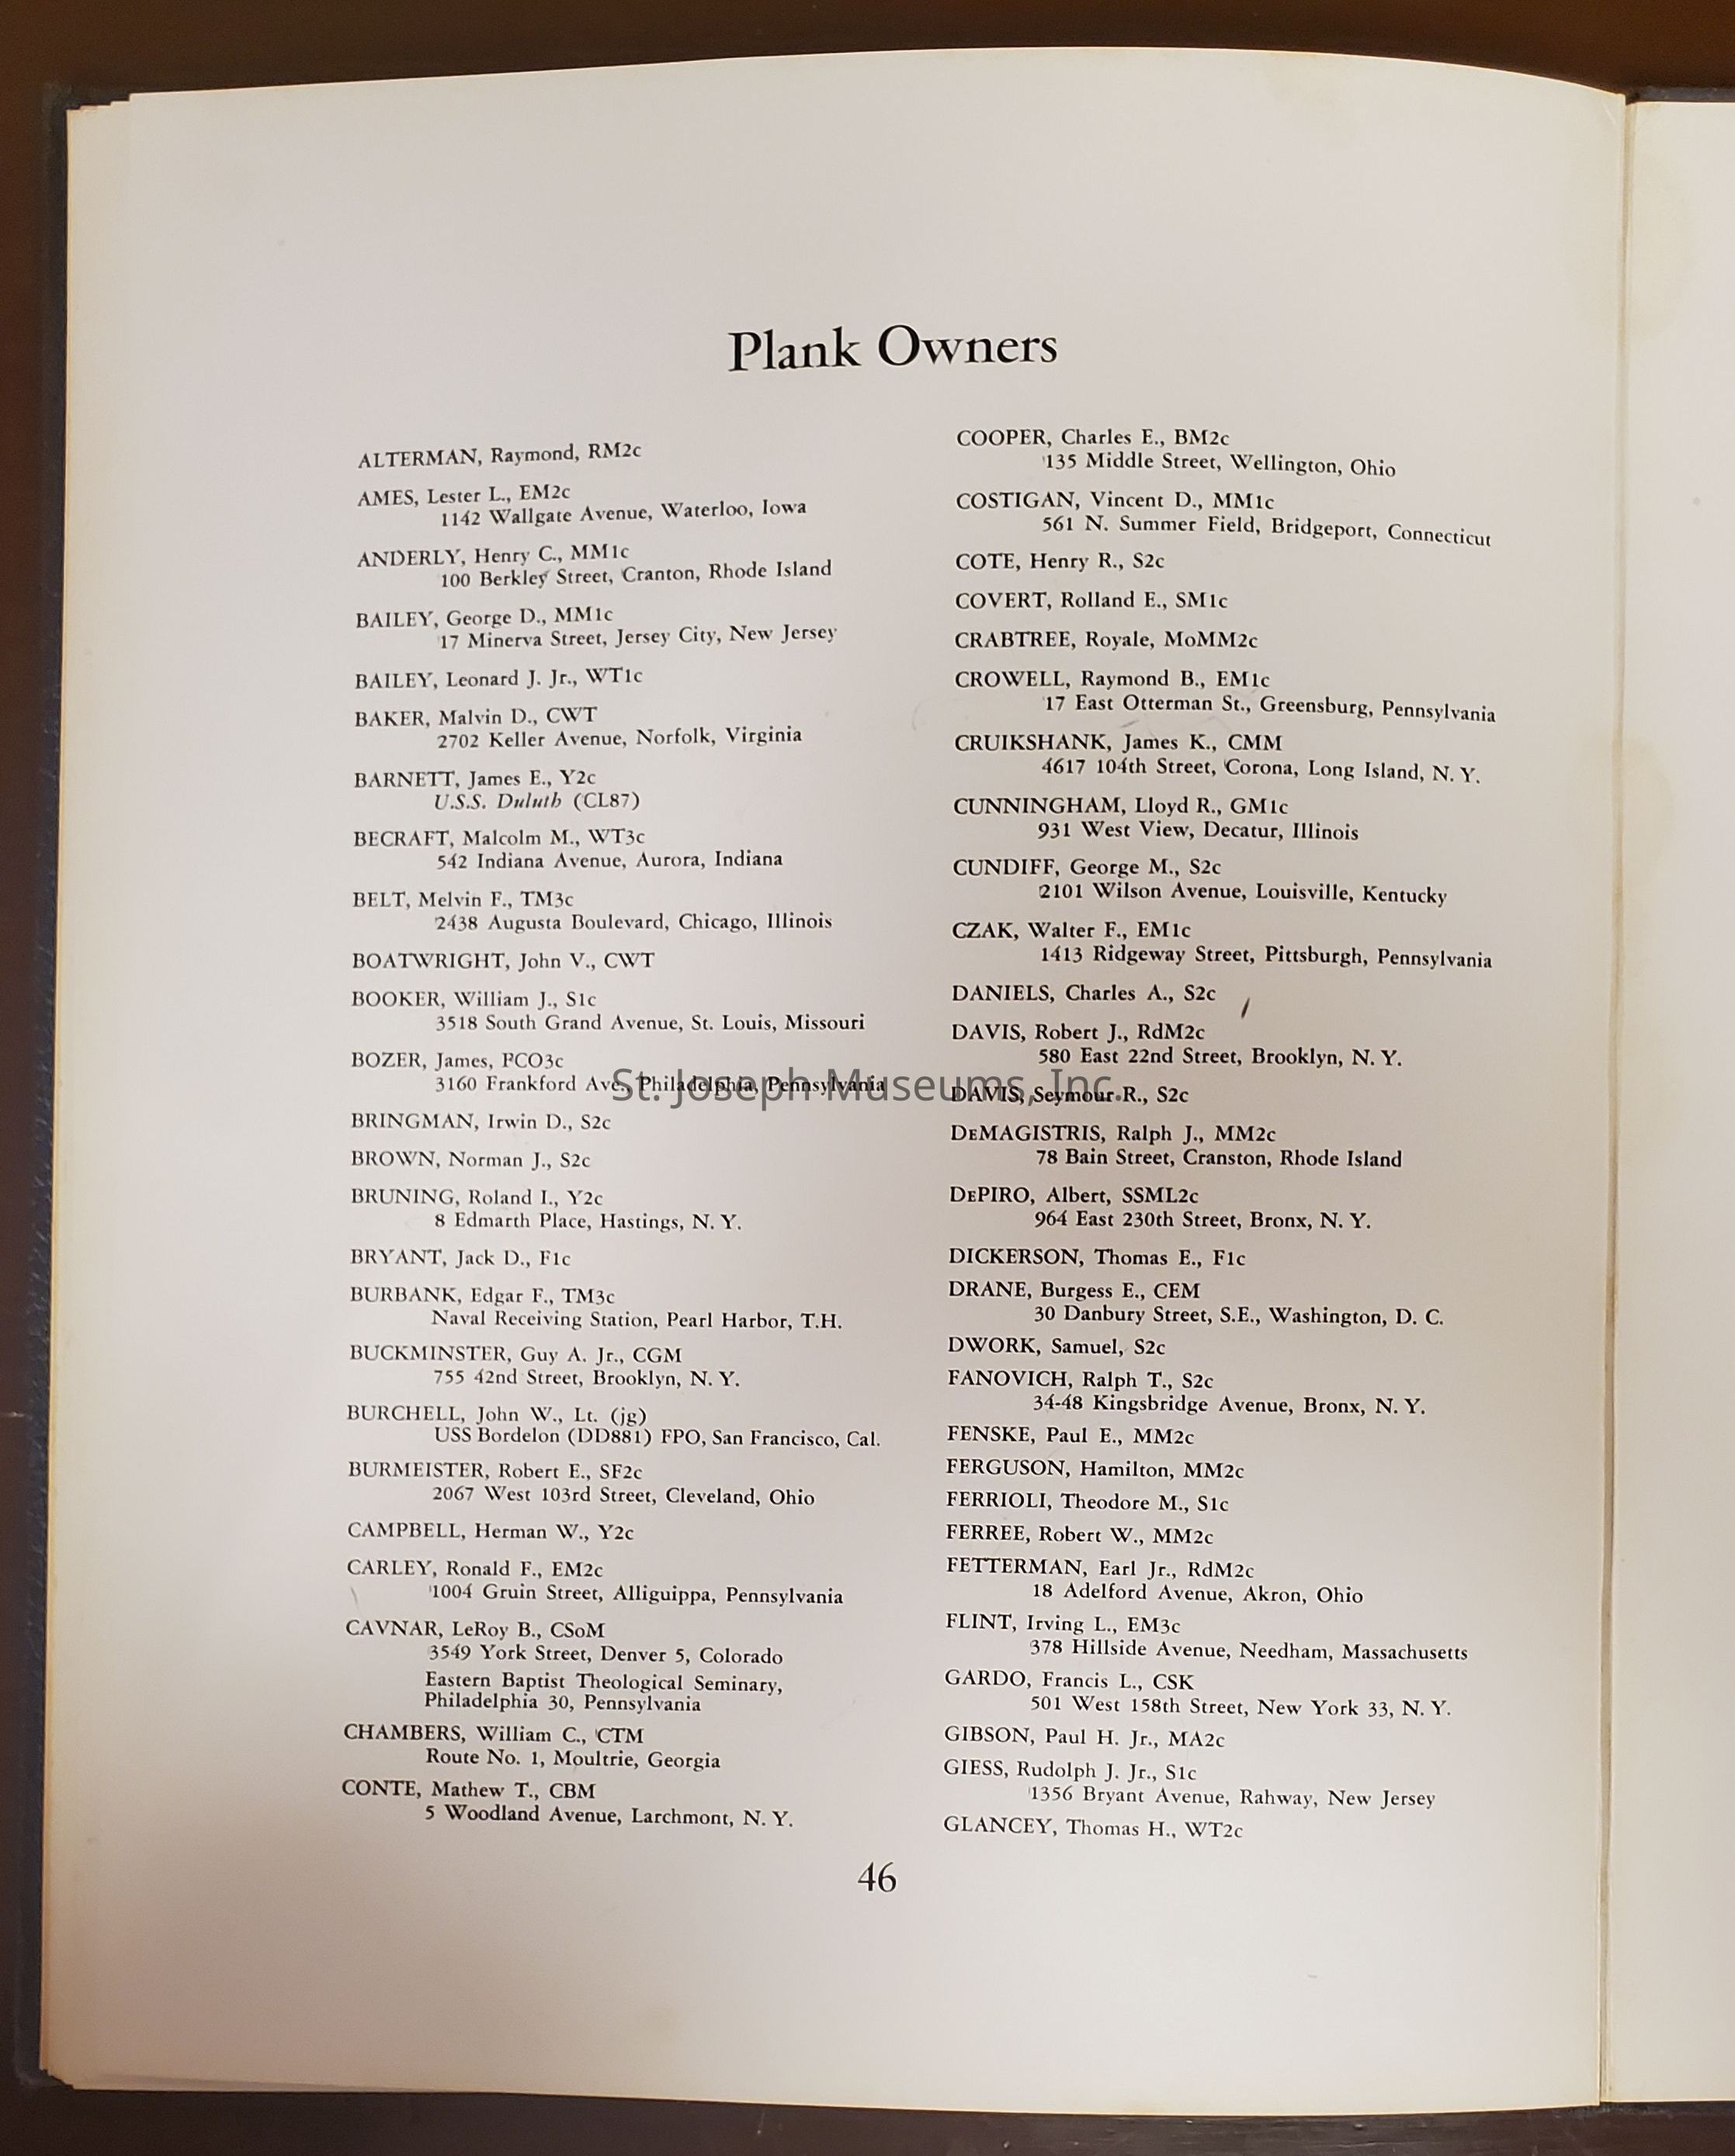 Plank Owners
ALTERMAN, Raymond, RM2c
AMES, Lester L., EM2c
1142 Wallgate Avenue, Waterloo, Iowa
ANDERLY, Henry C., MM1c
100 Berkley Street, Cranton, Rhode Island
BAILEY, George D., MM1c
17 Minerva Street, Jersey City, New Jersey
BAILEY, Leonard J. Jr., WT1c
BAKER, Malvin D., CWT
2702 Keller Avenue, Norfolk, Virginia
BARNETT, James E., Y2c
U.S.S. Duluth (CL87)
BECRAFT, Malcolm M., WT3c
542 Indiana Avenue, Aurora, Indiana
BELT, Melvin F., TM3c
2438 Augusta Boulevard, Chicago, Illinois
BOATWRIGHT, John V., CWT
BOOKER, William J., S1c
3518 South Grand Avenue, St. Louis, Missouri
BOZER, James, FCO3c
3160 Frankford Ave., Philadelphia, Pennsylvania
BRINGMAN, Irwin D., S2c
BROWN, Norman J., S2c
BRUNING, Roland I., Y2c
8 Edmarth Place, Hastings, N. Y.
BRYANT, Jack D., F1c
BURBANK, Edgar F., TM3c
Naval Receiving Station, Pearl Harbor, T.H.
BUCKMINSTER, Guy A. Jr., CGM
755 42nd Street, Brooklyn, N. Y.
BURCHELL, John W., Lt. (jg)
USS Bordelon (DD881) FPO, San Francisco, Cal.
BURMEISTER, Robert E., SF2c
2067 West 103rd Street, Cleveland, Ohio
CAMPBELL, Herman W., Y2c
CARLEY, Ronald F., EM2c
1004 Gruin Street, Alliguippa, Pennsylvania
CAVNAR, LeRoy B., CSoM
3549 York Street, Denver 5, Colorado
Eastern Baptist Theological Seminary,
Philadelphia 30, Pennsylvania
CHAMBERS, William C., CTM
Route No. 1, Moultrie, Georgia
CONTE, Mathew T., CBM
5 Woodland Avenue, Larchmont, N. Y.
COOPER, Charles E., BM2c
135 Middle Street, Wellington, Ohio
COSTIGAN, Vincent D., MM1c
561 N. Summer Field, Bridgeport, Connecticut
COTE, Henry R., S2c
COVERT, Rolland E., SM1c
CRABTREE, Royale, MoMM2c
CROWELL, Raymond B., EM1c
17 East Otterman St., Greensburg, Pennsylvania
CRUIKSHANK, James K., CMM
4617 104th Street, Corona, Long Island, N. Y.
CUNNINGHAM, Lloyd R., GM1c
931 West View, Decatur, Illinois
CUNDIFF, George M., S2c
2101 Wilson Avenue, Louisville, Kentucky
CZAK, Walter F., EM1c
1413 Ridgeway Street, Pittsburgh, Pennsylvania
DANIELS, Charles A., S2c
DAVIS, Robert J., RdM2c
580 East 22nd Street, Brooklyn, N. Y.
DAVIS, Seymour R., S2c
DEMAGISTRIS, Ralph J., MM2c
78 Bain Street, Cranston, Rhode Island
DEPIRO, Albert, SSML2c
964 East 230th Street, Bronx, N. Y.
DICKERSON, Thomas E., F1c
DRANE, Burgess E., CEM
30 Danbury Street, S.E., Washington, D. C.
DWORK, Samuel, S2c
FANOVICH, Ralph T., S2c
34-48 Kingsbridge Avenue, Bronx, N. Y.
FENSKE, Paul E., MM2c
FERGUSON, Hamilton, MM2c
FERRIOLI, Theodore M., S1c
FERREE, Robert W., MM2c
FETTERMAN, Earl Jr., RdM2c
18 Adelford Avenue, Akron, Ohio
FLINT, Irving L., EM3c
378 Hillside Avenue, Needham, Massachusetts
GARDO, Francis L., CSK
501 West 158th Street, New York 33, N. Y.
GIBSON, Paul H. Jr., MA2c
GIESS, Rudolph J. Jr., S1c
1356 Bryant Avenue, Rahway, New Jersey
GLANCEY, Thomas H., WT2c
46
St. Joseph Museums, Inc.